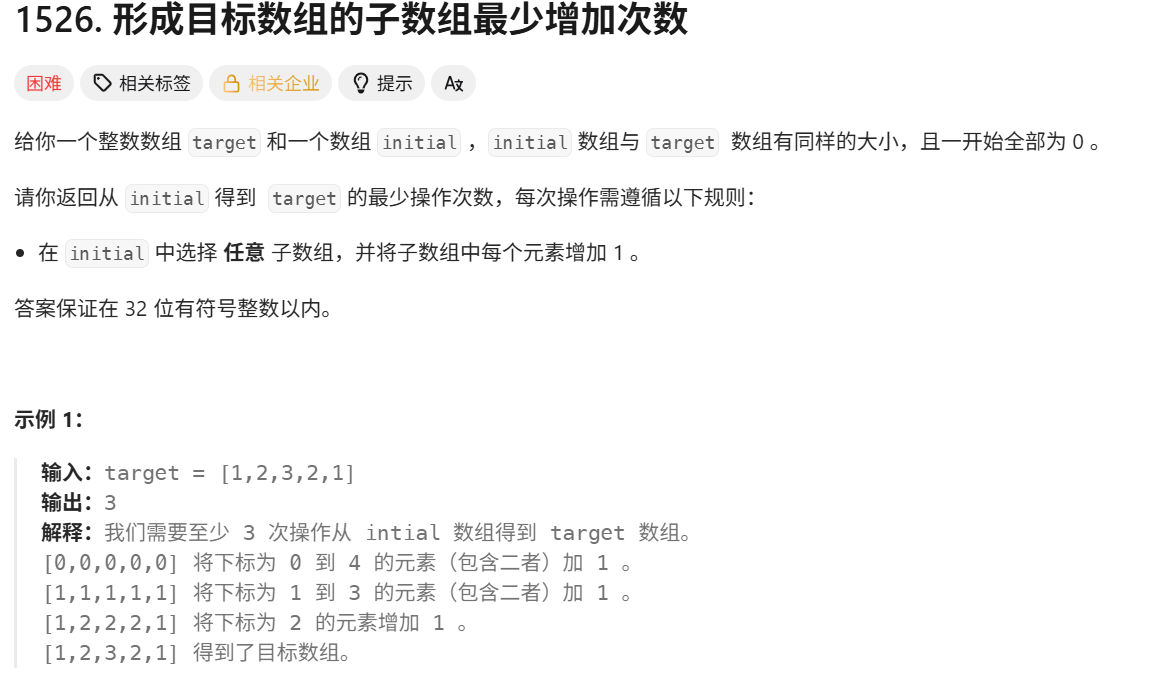 1526. 形成目标数组的子数组最少增加次数
困难 相关标签 相关企业 提示 A文
给你一个整数数组 target 和一个数组 initial ，initial 数组与 target 数组有同样的大小，且一开始全部为 0 。
请你返回从 initial 得到 target 的最少操作次数，每次操作需遵循以下规则：
• 在 initial 中选择 任意 子数组，并将子数组中每个元素增加 1 。
答案保证在 32 位有符号整数以内。
示例 1：
输入：target = [1,2,3,2,1]
输出：3
解释：我们需要至少 3 次操作从 intial 数组得到 target 数组。
[0,0,0,0,0] 将下标为 0 到 4 的元素（包含二者）加 1 。
[1,1,1,1,1] 将下标为 1 到 3 的元素（包含二者）加 1 。
[1,2,2,2,1] 将下标为 2 的元素增加 1 。
[1,2,3,2,1] 得到了目标数组。